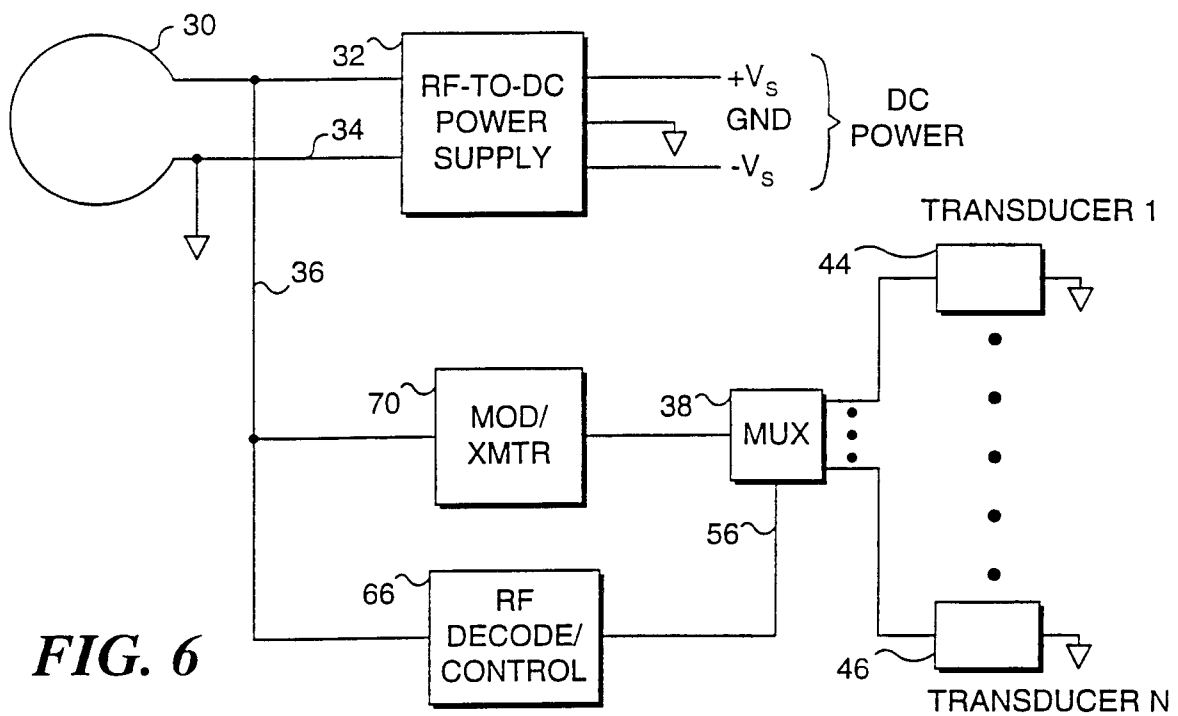 30
32
RF-TO-DC
POWER
SUPPLY
34
+VS
GND
-VS
DC
POWER
36
TRANSDUCER 1
44
70
MOD/
XMTR
38
MUX
56
66
RF
DECODE/
CONTROL
46
TRANSDUCER N
FIG. 6